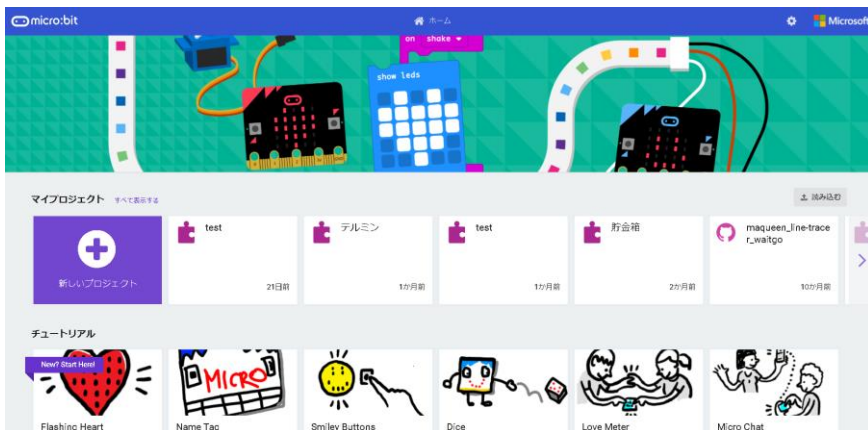 micro:bit
ホーム
Microsoft
on shake
show leds
マイプロジェクト すべて表示する
読み込む
新しいプロジェクト
test
21日前
テルミン
1か月前
test
1か月前
貯金箱
2か月前
maqueen_line-trace
r_waitgo
10か月前
チュートリアル
New? Start Here!
MICRO
Flashing Heart
Name Tag
Smiley Buttons
Dice
Love Meter
Micro Chat